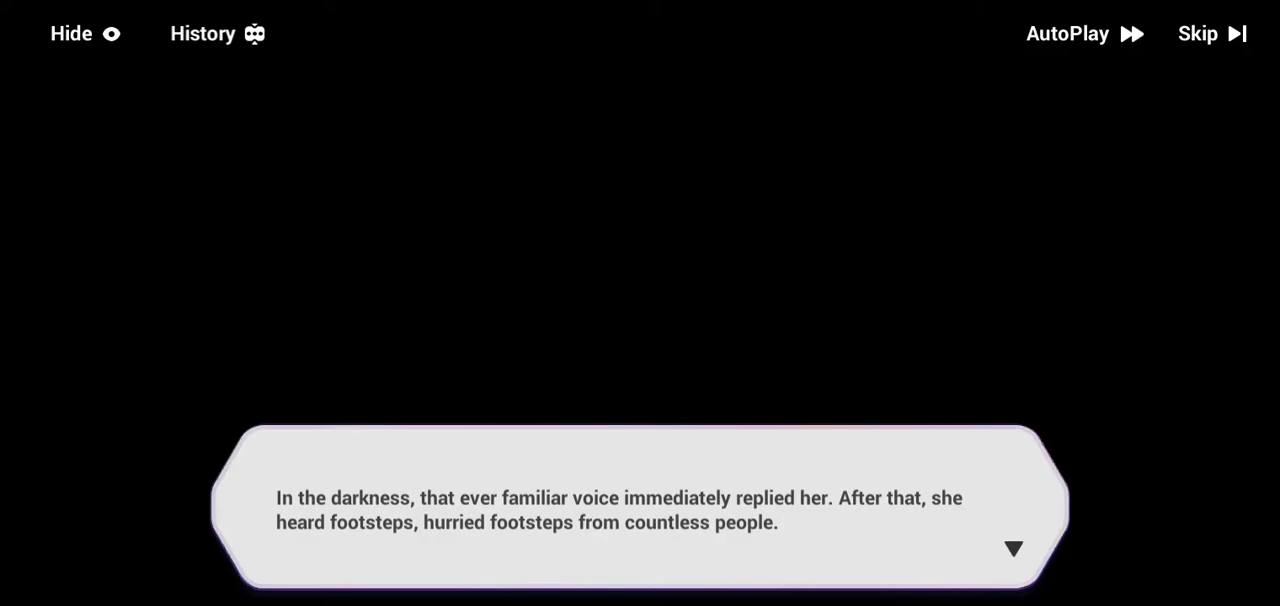 Hide
History
AutoPlay
Skip
In the darkness, that ever familiar voice immediately replied her. After that, she
heard footsteps, hurried footsteps from countless people.